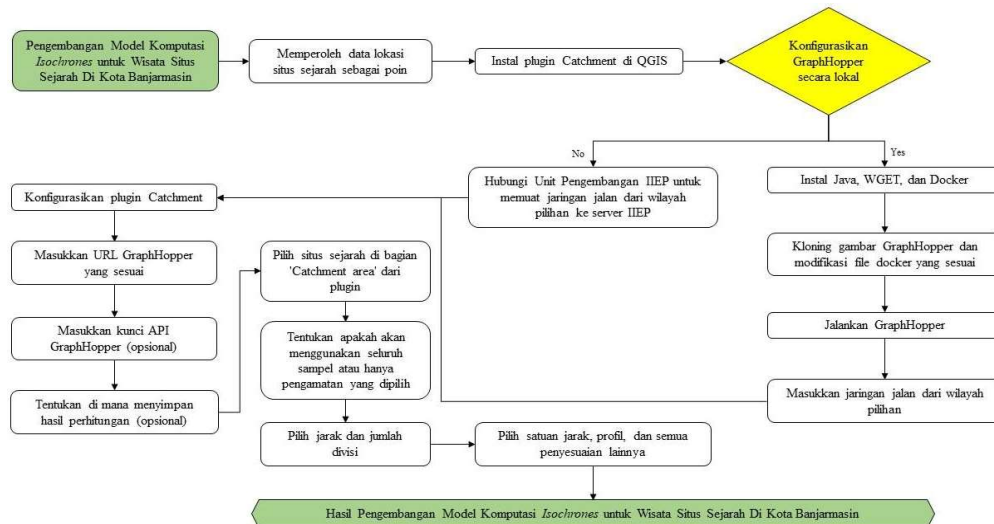 Pengembangan Model Komputasi
Isochrones untuk Wisata Situs
Sejarah Di Kota Banjarmasin
Memperoleh data lokasi
situs sejarah sebagai poin
Instal plugin Catchment di QGIS
Konfigurasikan
GraphHopper
secara lokal
No
Yes
Hubungi Unit Pengembangan IIEP untuk
memuat jaringan jalan dari wilayah
pilihan ke server IIEP
Instal Java, WGET, dan Docker
Kloning gambar GraphHopper dan
modifikasi file docker yang sesuai
Jalankan GraphHopper
Masukkan jaringan jalan dari wilayah
pilihan
Konfigurasikan plugin Catchment
Masukkan URL GraphHopper
yang sesuai
Masukkan kunci API
GraphHopper (opsional)
Tentukan di mana menyimpan
hasil perhitungan (opsional)
Pilih situs sejarah di bagian
'Catchment area' dari
plugin
Tentukan apakah akan
menggunakan seluruh
sampel atau hanya
pengamatan yang dipilih
Pilih jarak dan jumlah
divisi
Pilih satuan jarak, profil, dan semua
penyesuaian lainnya
Hasil Pengembangan Model Komputasi Isochrones untuk Wisata Situs Sejarah Di Kota Banjarmasin